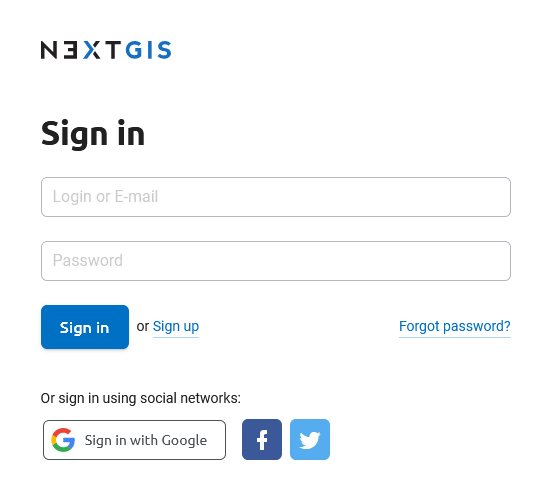 NEXTGIS
Sign in
Login or E-mail
Password
Sign in or Sign up Forgot password?
Or sign in using social networks:
Sign in with Google